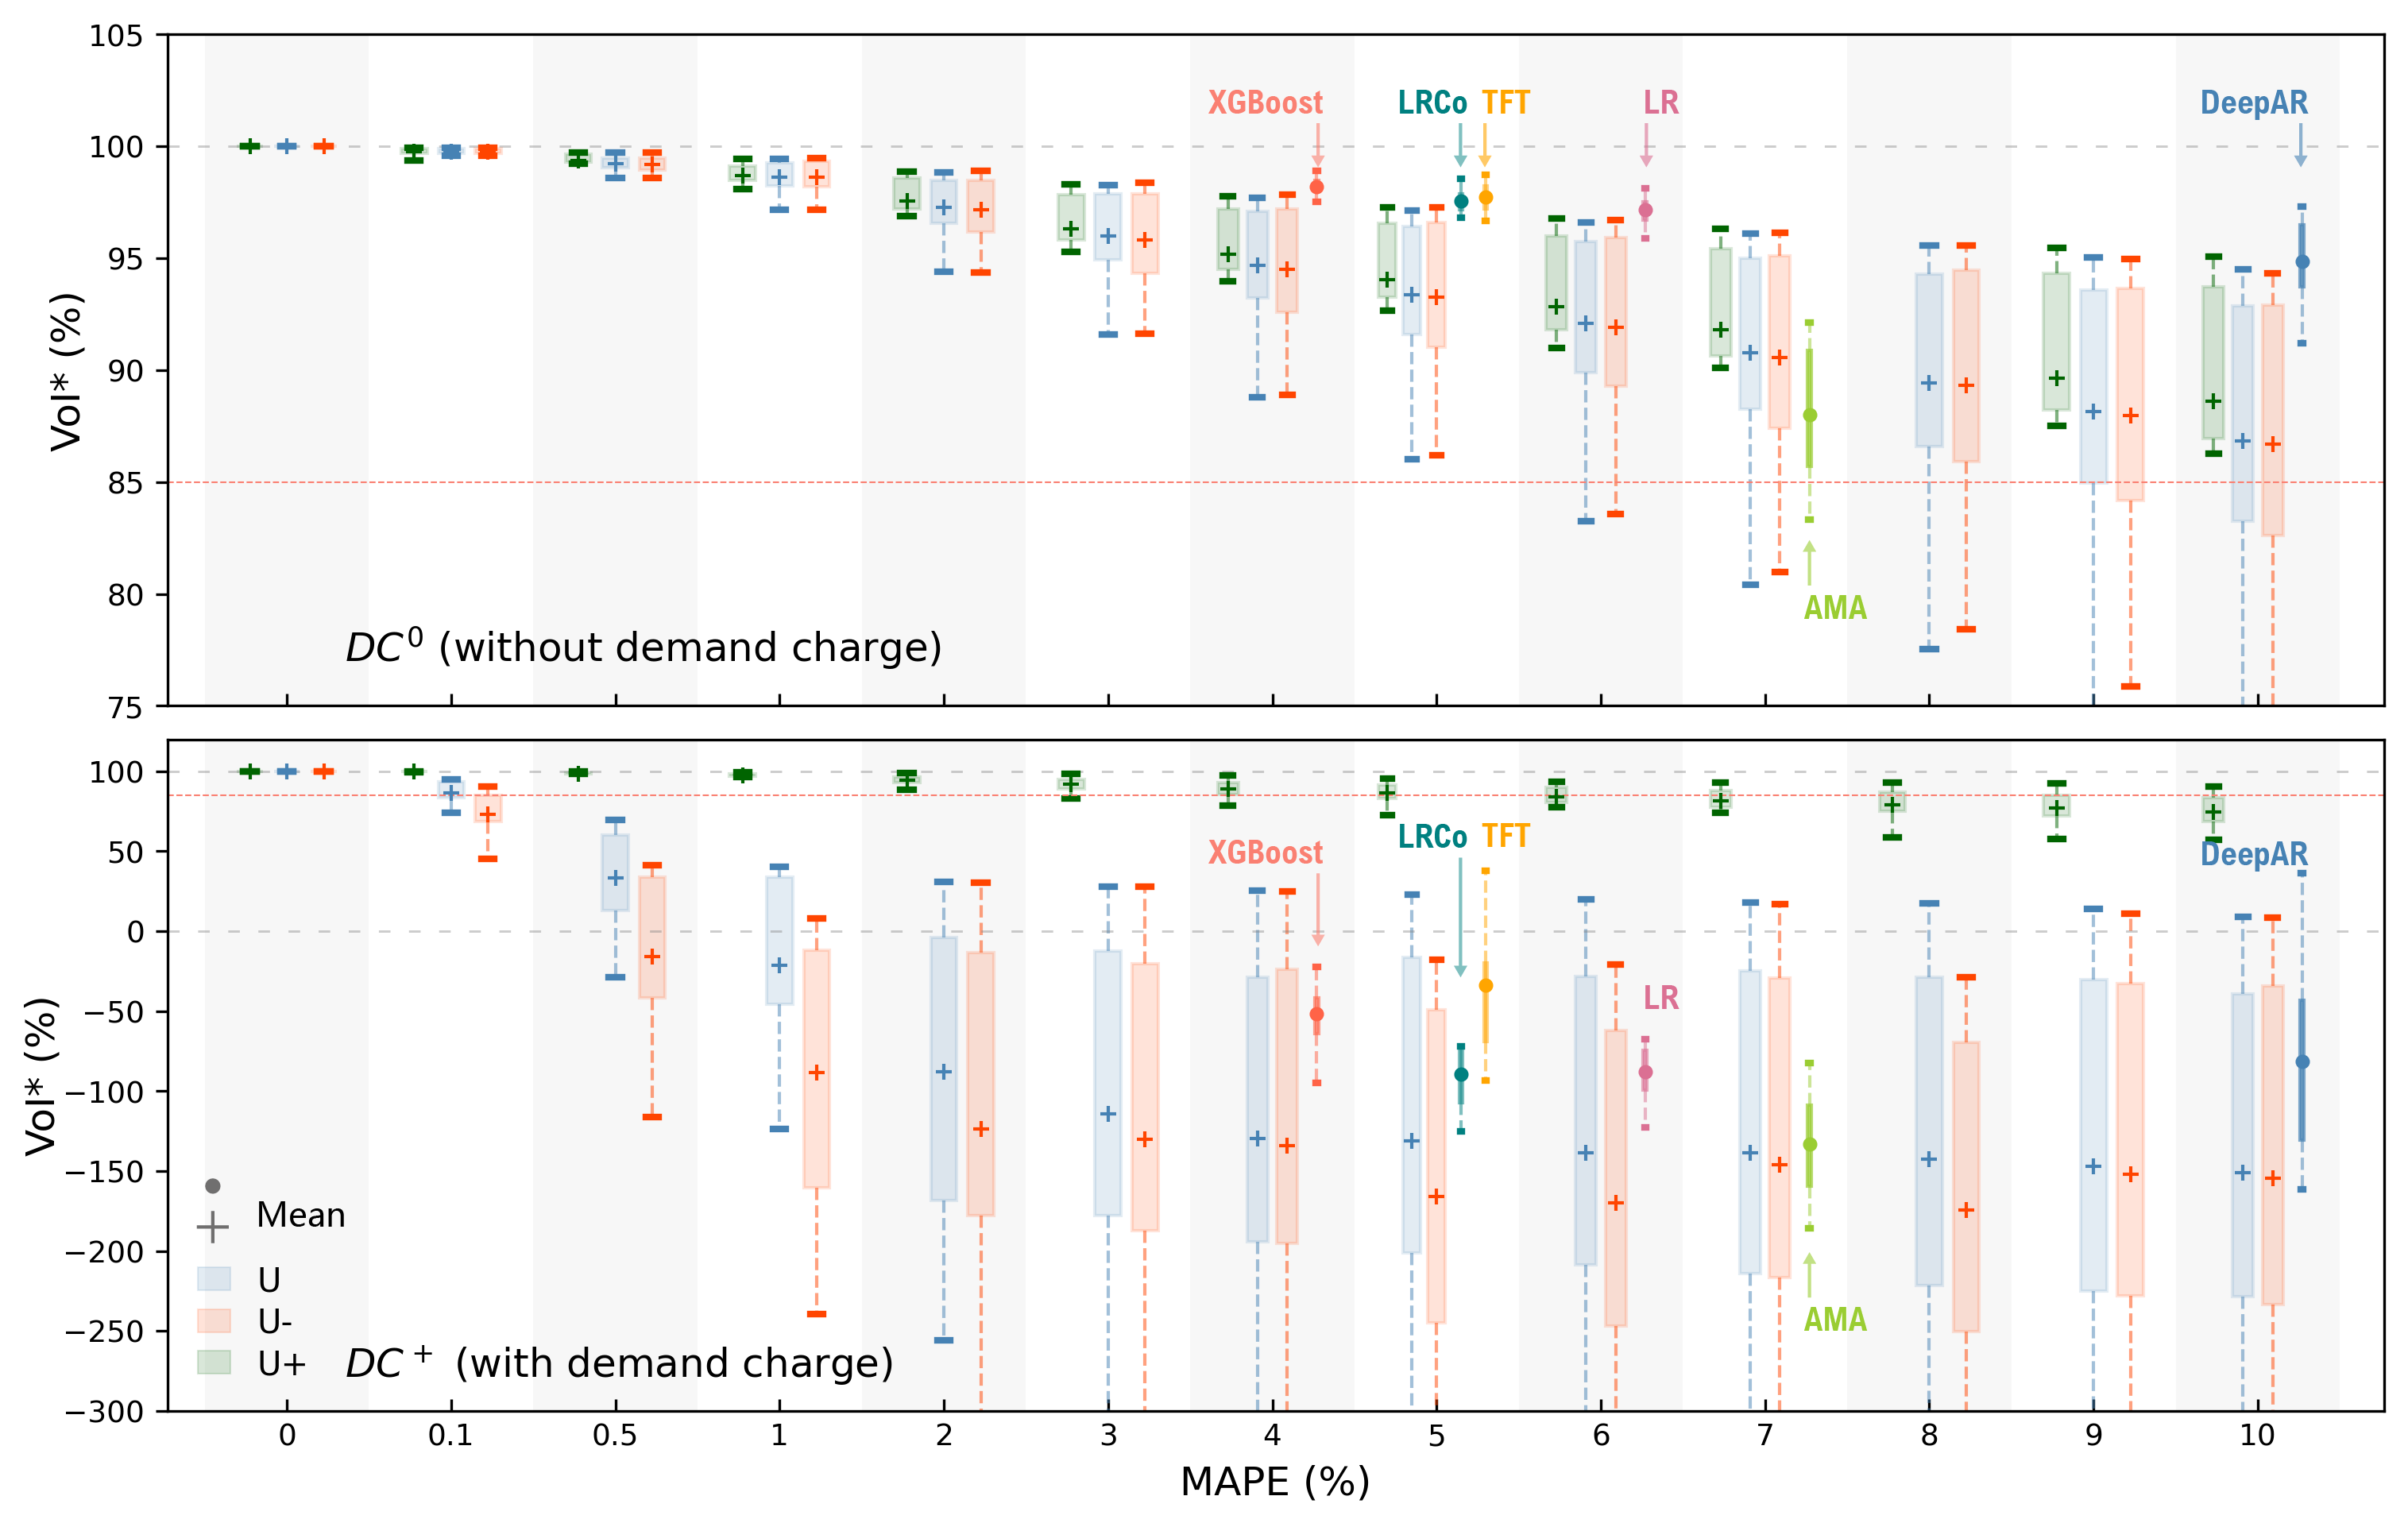 105
100
95
90
85
80
75
Vol* (%)
XGBoost
LRCo
TFT
LR
DeepAR
AMA
DC⁰ (without demand charge)
100
50
0
−50
−100
−150
−200
−250
−300
Vol* (%)
XGBoost
LRCo
TFT
LR
DeepAR
AMA
Mean
U
U-
U+
DC⁺ (with demand charge)
0 0.1 0.5 1 2 3 4 5 6 7 8 9 10
MAPE (%)